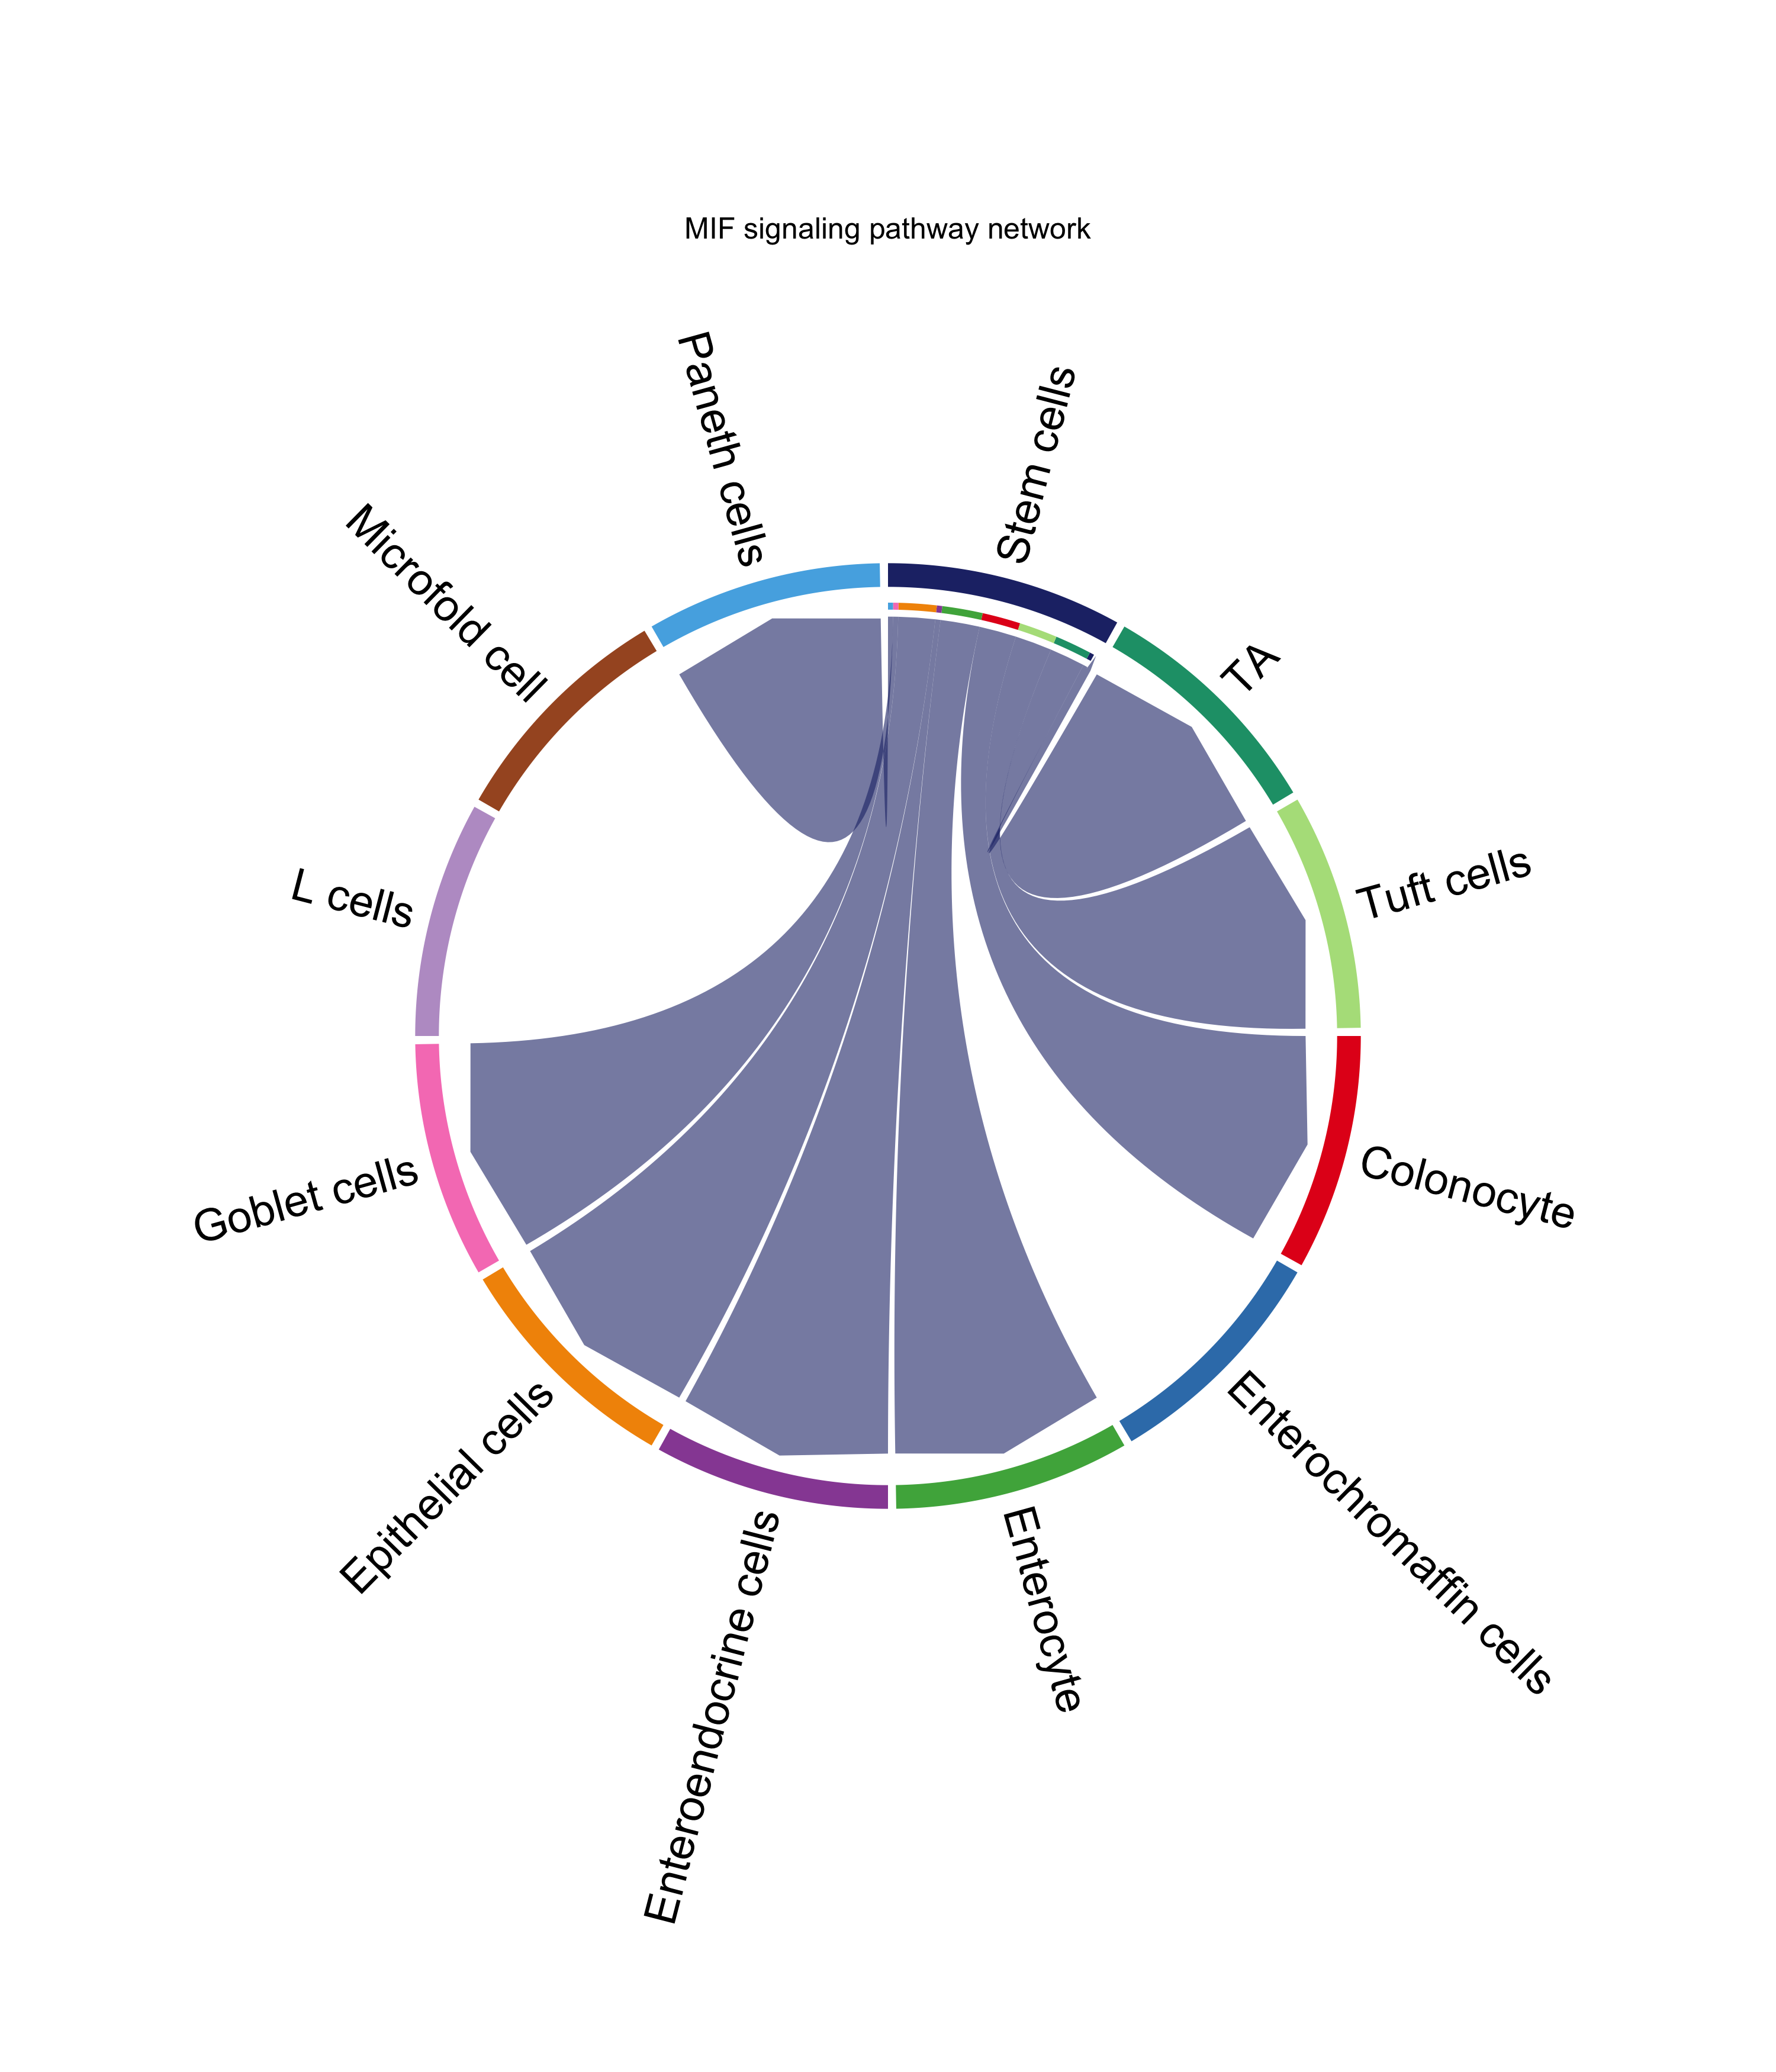 MIF signaling pathway network
Paneth cells
Stem cells
Microfold cell
TA
L cells
Tuft cells
Goblet cells
Colonocyte
Epithelial cells
Enterochromaffin cells
Enteroendocrine cells
Enterocyte